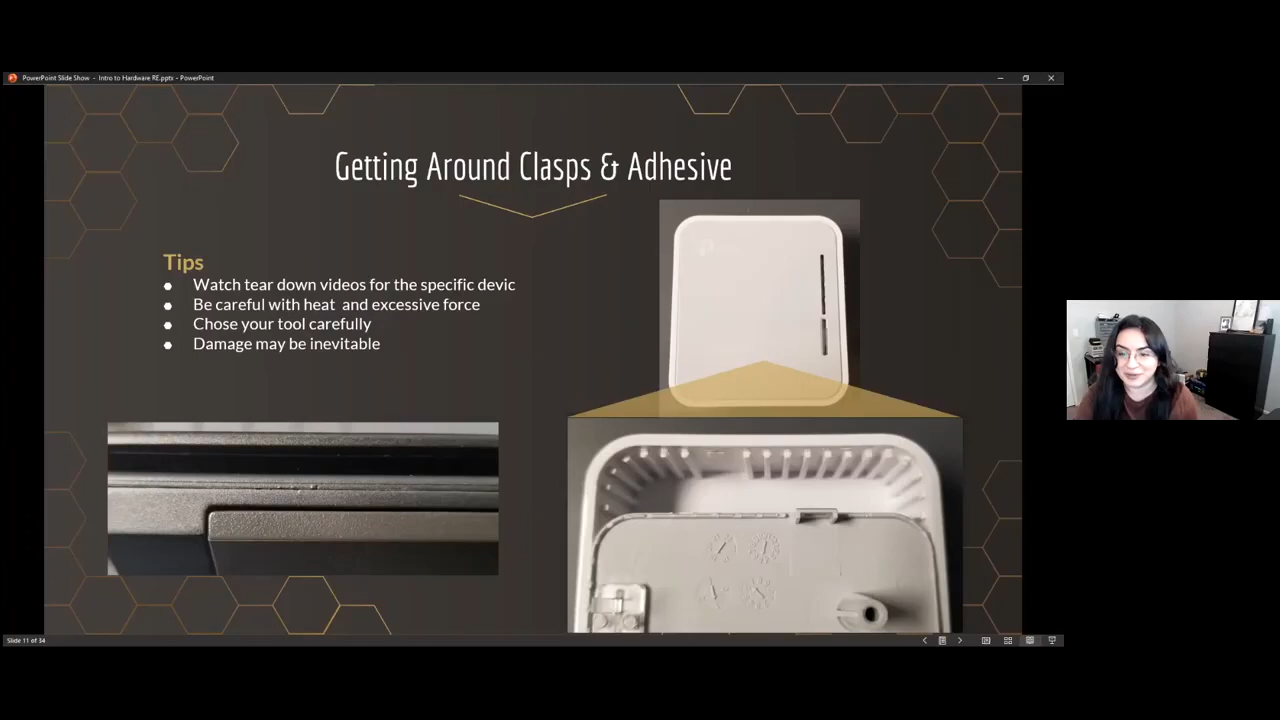 PowerPoint Slide Show - Intro to Hardware RE.pptx - PowerPoint
Getting Around Clasps & Adhesive
Tips
Watch tear down videos for the specific devic
Be careful with heat and excessive force
Chose your tool carefully
Damage may be inevitable
Slide 11 of 34